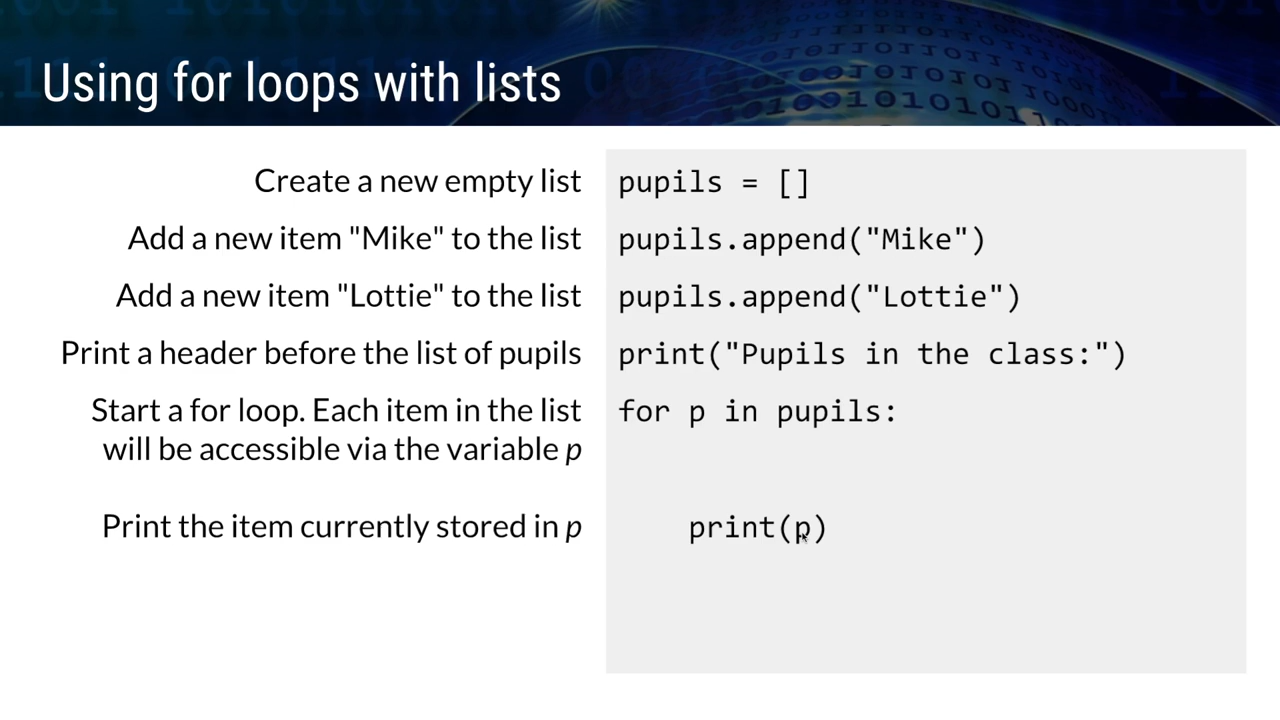 Using for loops with lists
Create a new empty list
pupils = []
Add a new item "Mike" to the list
pupils.append("Mike")
Add a new item "Lottie" to the list
pupils.append("Lottie")
Print a header before the list of pupils
print("Pupils in the class:")
Start a for loop. Each item in the list
will be accessible via the variable p
for p in pupils:
Print the item currently stored in p
print(p)